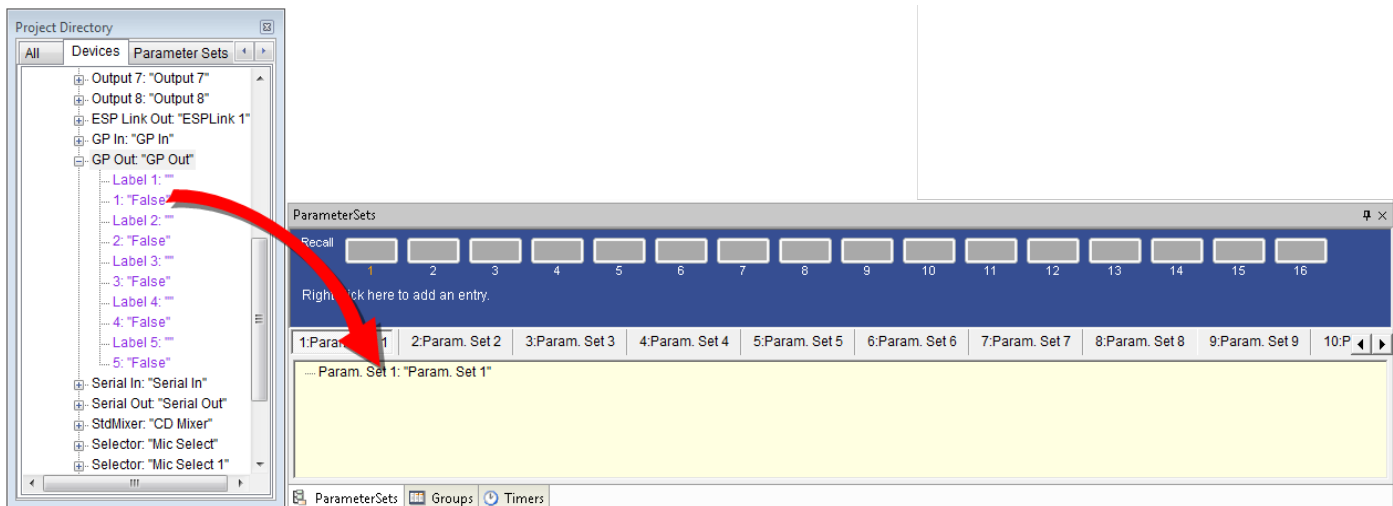 Project Directory
All Devices Parameter Sets
Output 7: "Output 7"
Output 8: "Output 8"
ESP Link Out: "ESPLink 1"
GP In: "GP In"
GP Out: "GP Out"
Label 1: ""
1: "False"
Label 2: ""
2: "False"
Label 3: ""
3: "False"
Label 4: ""
4: "False"
Label 5: ""
5: "False"
Serial In: "Serial In"
Serial Out: "Serial Out"
StdMixer: "CD Mixer"
Selector: "Mic Select"
Selector: "Mic Select 1"
ParameterSets
Recall
1 2 3 4 5 6 7 8 9 10 11 12 13 14 15 16
Right click here to add an entry.
1:Param. Set 1 2:Param. Set 2 3:Param. Set 3 4:Param. Set 4 5:Param. Set 5 6:Param. Set 6 7:Param. Set 7 8:Param. Set 8 9:Param. Set 9 10:P
Param. Set 1: "Param. Set 1"
ParameterSets Groups Timers